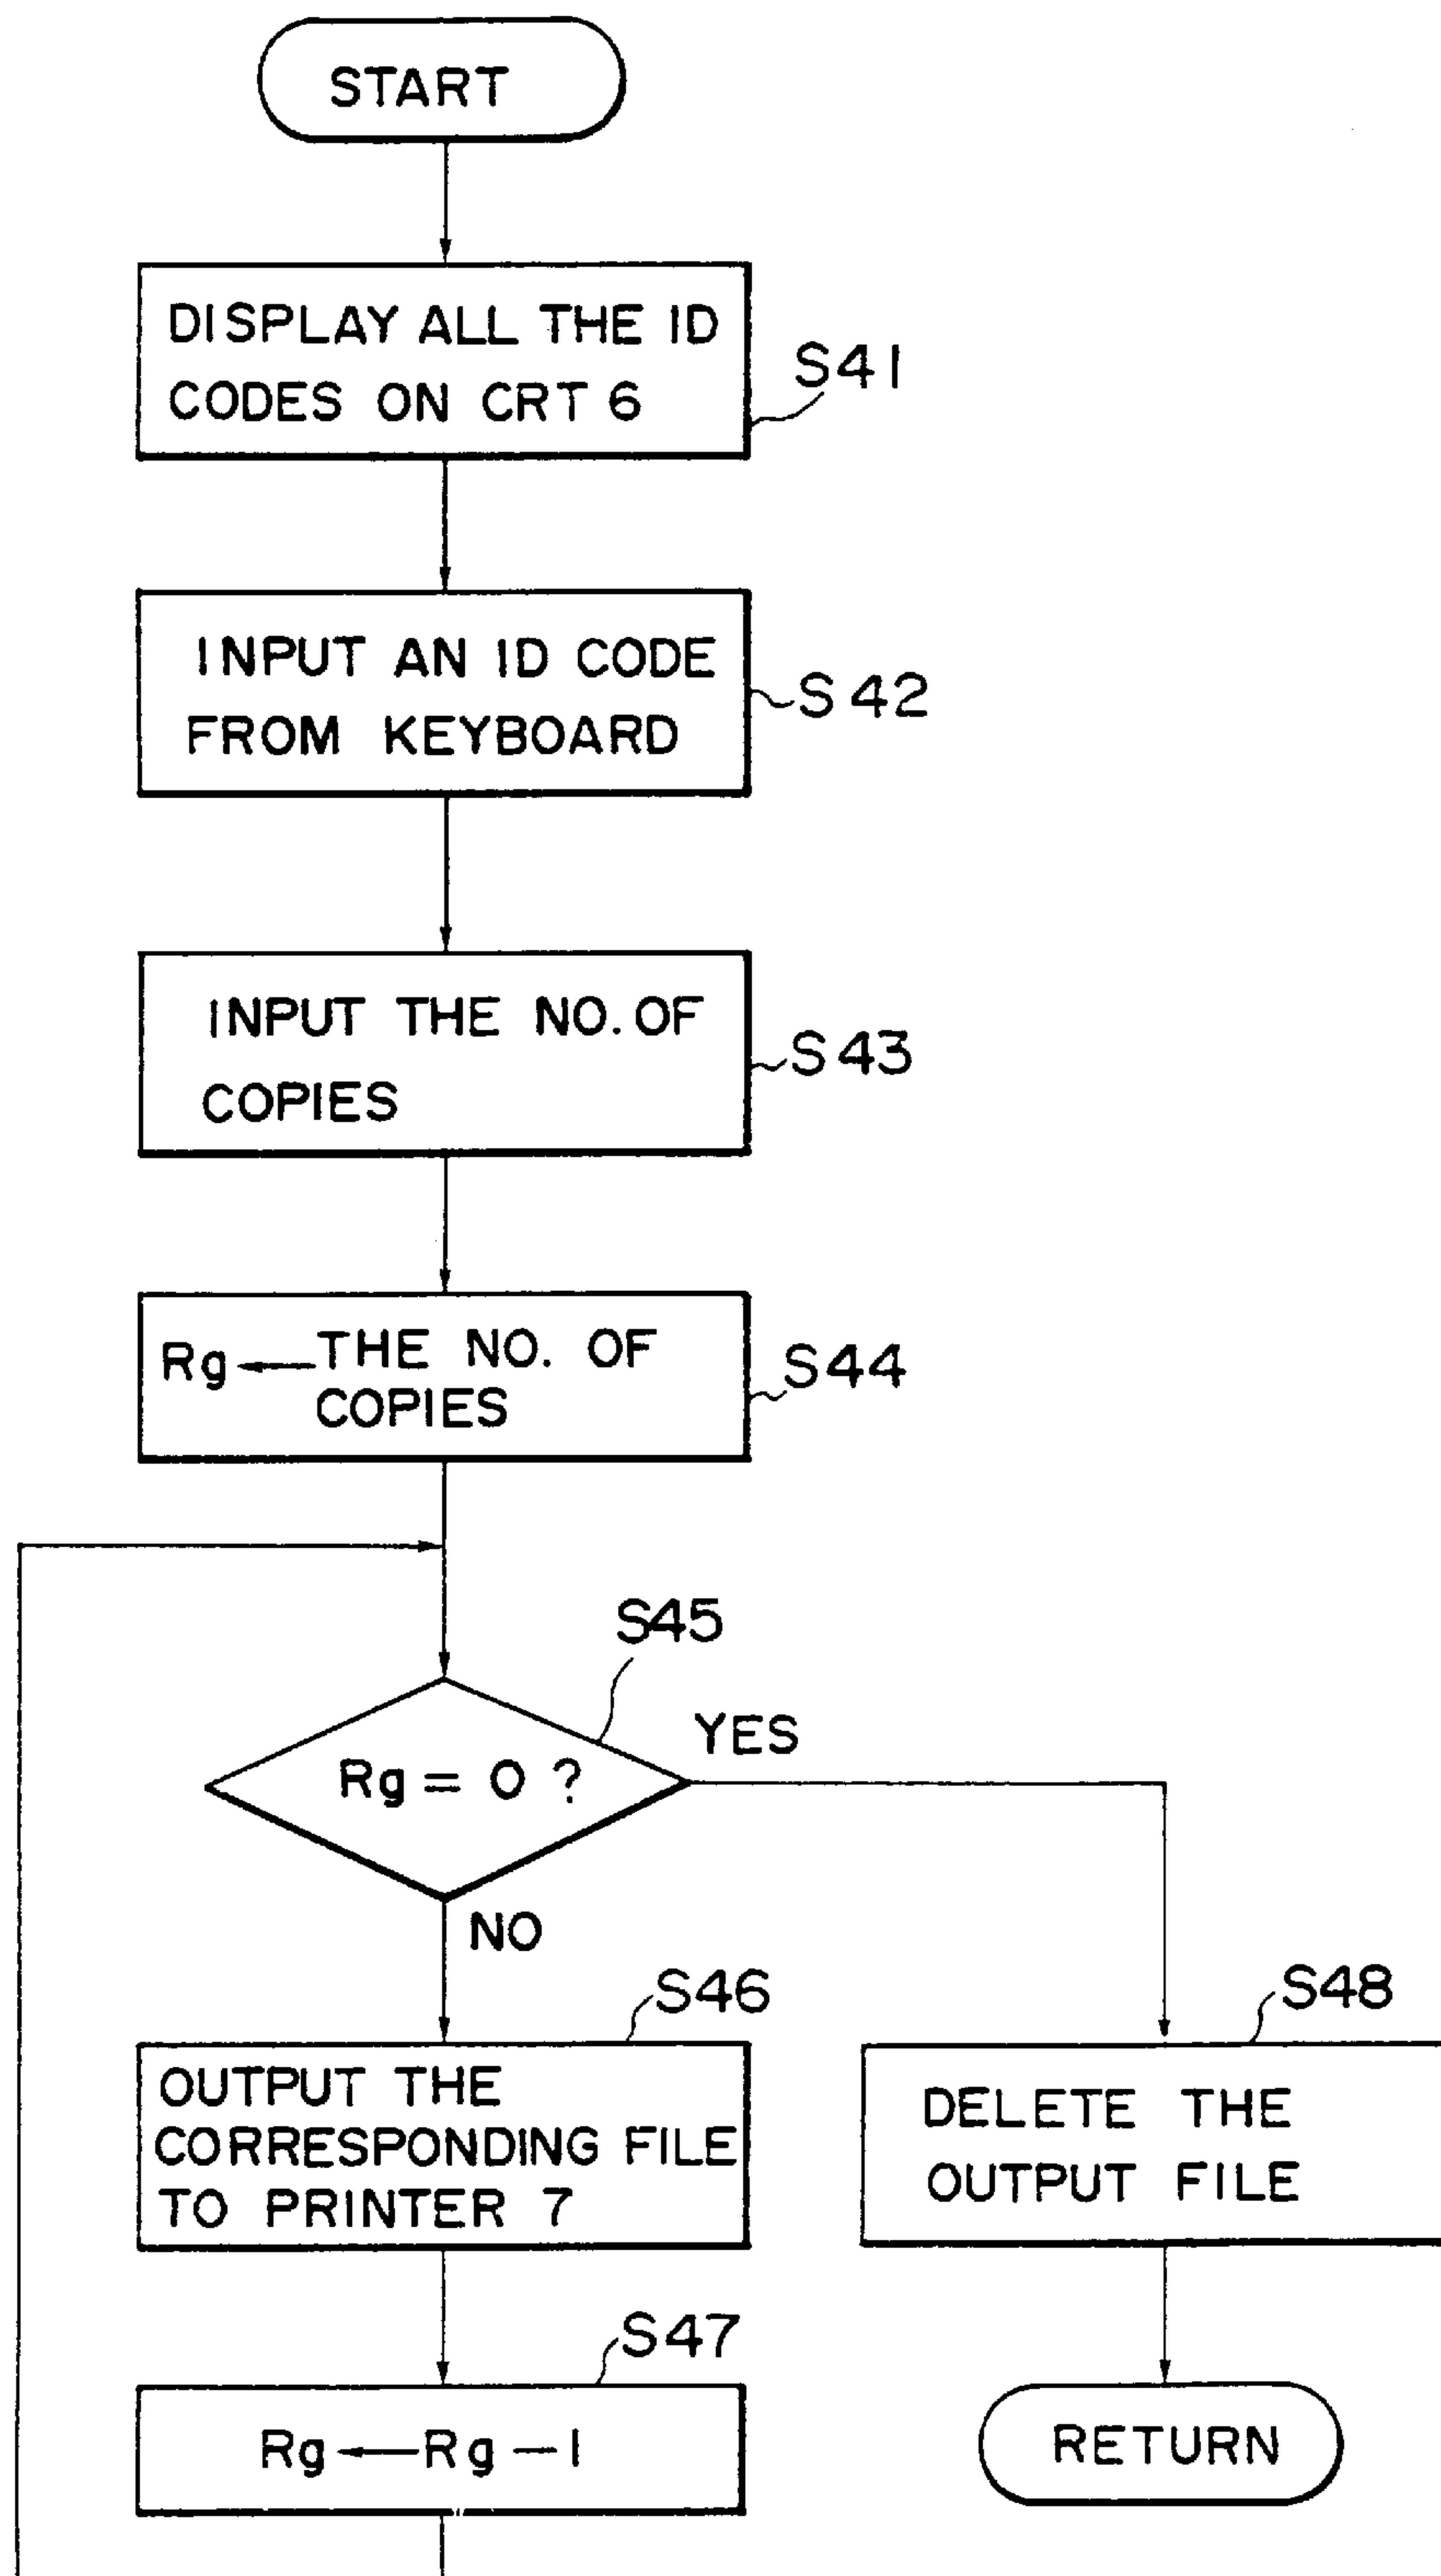 START
DISPLAY ALL THE ID
CODES ON CRT 6
S41
INPUT AN ID CODE
FROM KEYBOARD
S42
INPUT THE NO. OF
COPIES
S43
Rg ← THE NO. OF
COPIES
S44
S45
Rg = 0 ?
YES
NO
S46
OUTPUT THE
CORRESPONDING FILE
TO PRINTER 7
S48
DELETE THE
OUTPUT FILE
S47
Rg ← Rg – 1
RETURN